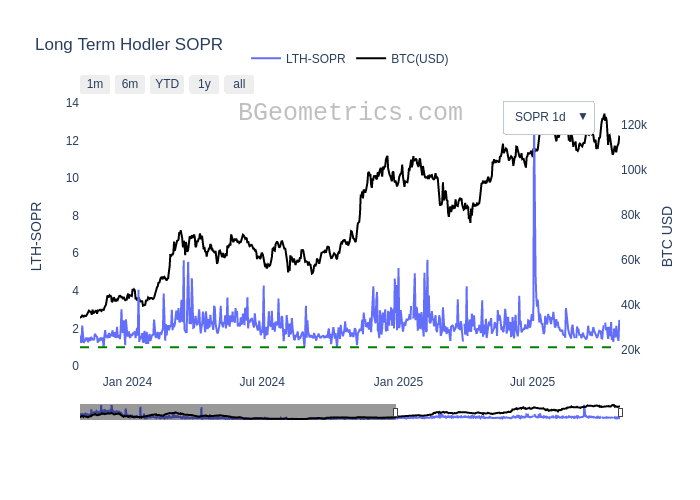 Long Term Hodler SOPR
LTH-SOPR
BTC(USD)
1m 6m YTD 1y all
BGeometrics.com
SOPR 1d ▼
14
12
10
8
6
4
2
0
LTH-SOPR
120k
100k
80k
60k
40k
20k
BTC USD
Jan 2024
Jul 2024
Jan 2025
Jul 2025